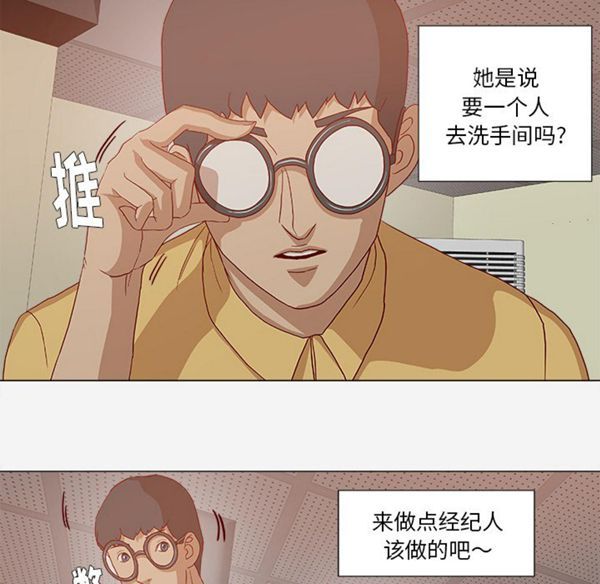 她是说
要一个人
去洗手间吗?
推
来做点经纪人
该做的吧～